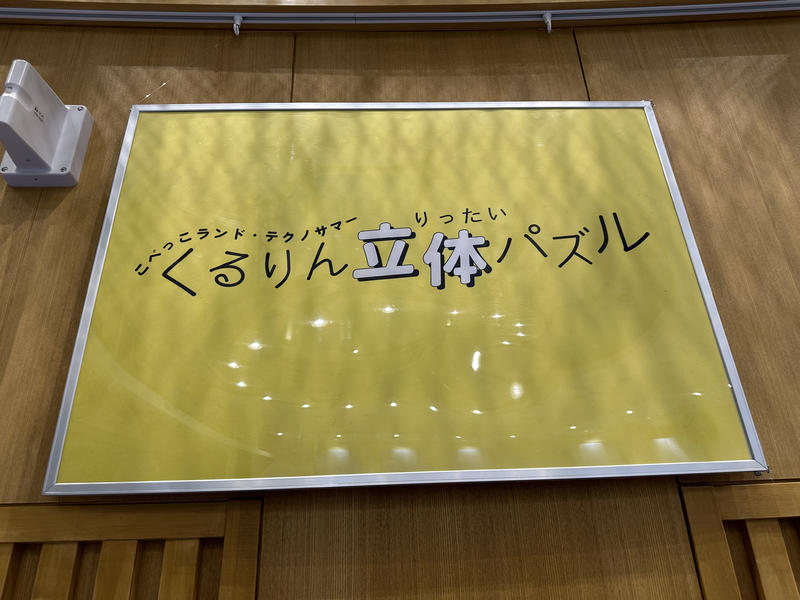 こべっこランド・テクノサマー
りったい
くるりん立体パズル